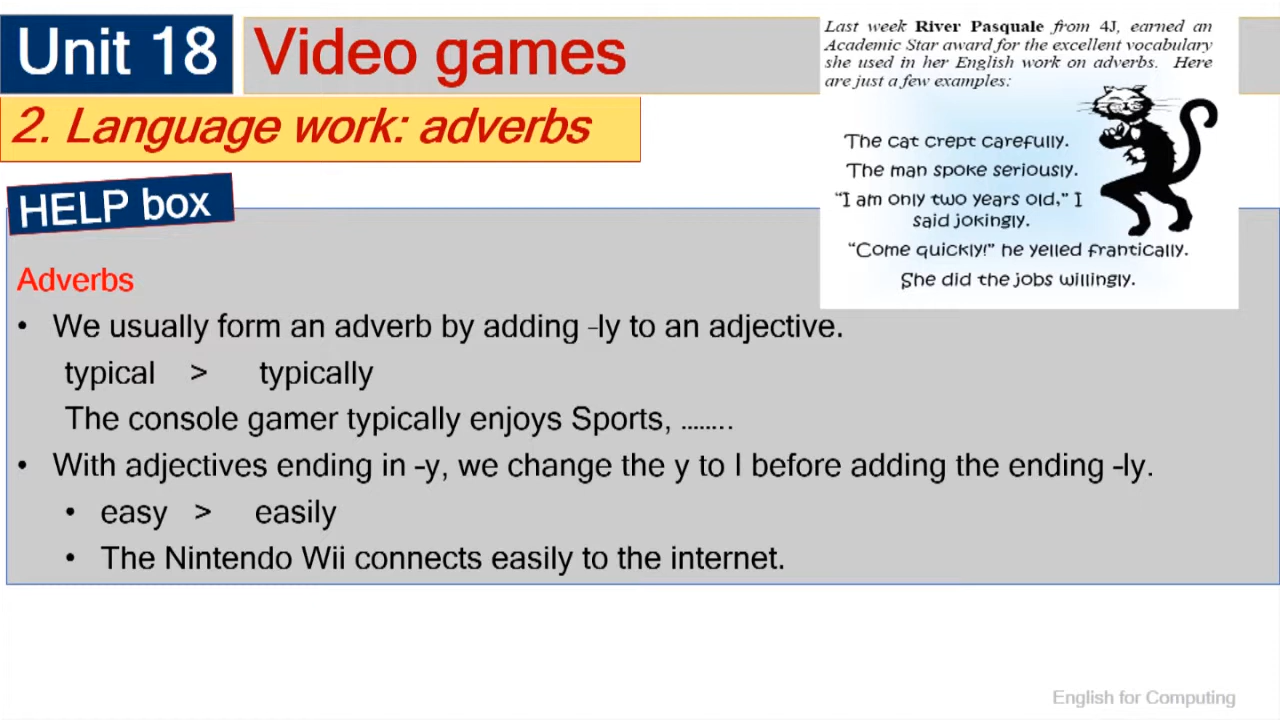 Unit 18
Video games
2. Language work: adverbs
Last week River Pasquale from 4J, earned an
Academic Star award for the excellent vocabulary
she used in her English work on adverbs. Here
are just a few examples:
The cat crept carefully.
The man spoke seriously.
“I am only two years old,” I
said jokingly.
“Come quickly!” he yelled frantically.
She did the jobs willingly.
HELP box
Adverbs
• We usually form an adverb by adding -ly to an adjective.
typical > typically
The console gamer typically enjoys Sports, ........
• With adjectives ending in -y, we change the y to I before adding the ending -ly.
• easy > easily
• The Nintendo Wii connects easily to the internet.
English for Computing